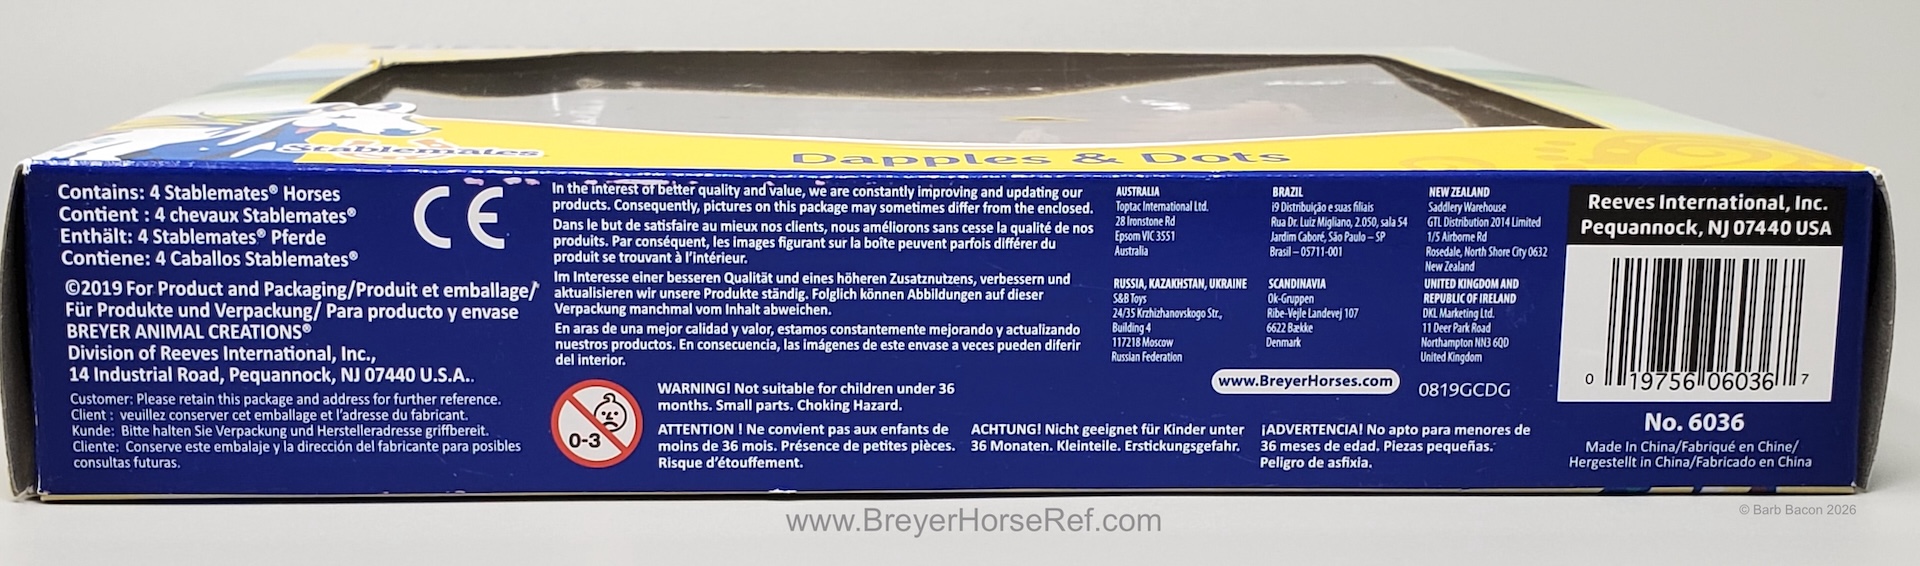 Stablemates
Dapples & Dots
Contains: 4 Stablemates® Horses
Contient : 4 chevaux Stablemates®
Enthält: 4 Stablemates® Pferde
Contiene: 4 Caballos Stablemates®
©2019 For Product and Packaging/Produit et emballage/
Für Produkte und Verpackung/ Para producto y envase
BREYER ANIMAL CREATIONS®
Division of Reeves International, Inc.,
14 Industrial Road, Pequannock, NJ 07440 U.S.A..
Customer: Please retain this package and address for further reference.
Client : veuillez conserver cet emballage et l'adresse du fabricant.
Kunde: Bitte halten Sie Verpackung und Herstelleradresse griffbereit.
Cliente: Conserve este embalaje y la dirección del fabricante para posibles
consultas futuras.
CE
In the interest of better quality and value, we are constantly improving and updating our
products. Consequently, pictures on this package may sometimes differ from the enclosed.
Dans le but de satisfaire au mieux nos clients, nous améliorons sans cesse la qualité de nos
produits. Par conséquent, les images figurant sur la boîte peuvent parfois différer du
produit se trouvant à l'intérieur.
Im Interesse einer besseren Qualität und eines höheren Zusatznutzens, verbessern und
aktualisieren wir unsere Produkte ständig. Folglich können Abbildungen auf dieser
Verpackung manchmal vom Inhalt abweichen.
En aras de una mejor calidad y valor, estamos constantemente mejorando y actualizando
nuestros productos. En consecuencia, las imágenes de este envase a veces pueden diferir
del interior.
0-3
WARNING! Not suitable for children under 36
months. Small parts. Choking Hazard.
ATTENTION ! Ne convient pas aux enfants de
moins de 36 mois. Présence de petites pièces.
Risque d'étouffement.
ACHTUNG! Nicht geeignet für Kinder unter
36 Monaten. Kleinteile. Erstickungsgefahr.
¡ADVERTENCIA! No apto para menores de
36 meses de edad. Piezas pequeñas.
Peligro de asfixia.
AUSTRALIA
Toptac International Ltd.
28 Ironstone Rd
Epsom VIC 3551
Australia
BRAZIL
i9 Distribuição e suas filiais
Rua Dr. Luiz Migliano, 2.050, sala 54
Jardim Caboré, São Paulo – SP
Brasil – 05711-001
NEW ZEALAND
Saddlery Warehouse
GTL Distribution 2014 Limited
1/5 Airborne Rd
Rosedale, North Shore City 0632
New Zealand
RUSSIA, KAZAKHSTAN, UKRAINE
S&B Toys
24/35 Krzhizhanovskogo Str.,
Building 4
117218 Moscow
Russian Federation
SCANDINAVIA
Ok-Gruppen
Ribe-Vejle Landevej 107
6622 Bække
Denmark
UNITED KINGDOM AND
REPUBLIC OF IRELAND
DKL Marketing Ltd.
11 Deer Park Road
Northampton NN3 6QD
United Kingdom
www.BreyerHorses.com
0819GCDG
Reeves International, Inc.
Pequannock, NJ 07440 USA
0 19756 06036 7
No. 6036
Made In China/Fabriqué en Chine/
Hergestellt in China/Fabricado en China
www.BreyerHorseRef.com
© Barb Bacon 2026